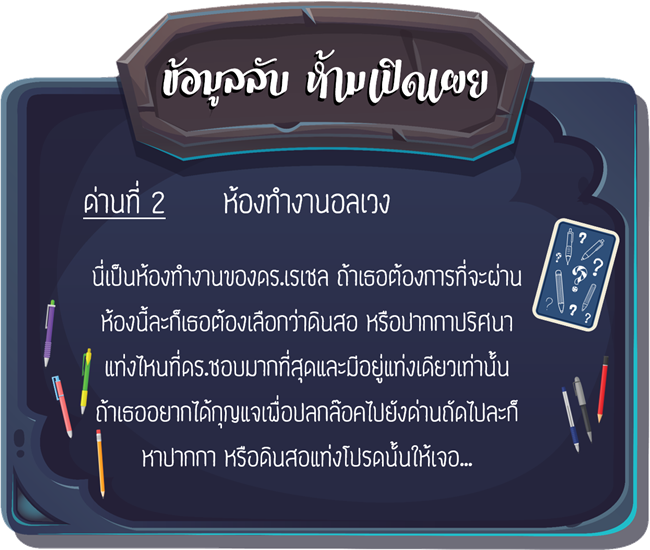 ข้อมูลลับ ห้ามเปิดเผย
ด่านที่ 2 ห้องทำงานอลเวง
นี่เป็นห้องทำงานของดร.เรเชล ถ้าเธอต้องการที่จะผ่าน
ห้องนี้ละก็เธอต้องเลือกว่าดินสอ หรือปากกาปริศนา
แท่งไหนที่ดร.ชอบมากที่สุดและมีอยู่แท่งเดียวเท่านั้น
ถ้าเธออยากได้กุญแจเพื่อปลกล๊อคไปยังด่านถัดไปละก็
หาปากกา หรือดินสอแท่งโปรดนั้นให้เจอ...